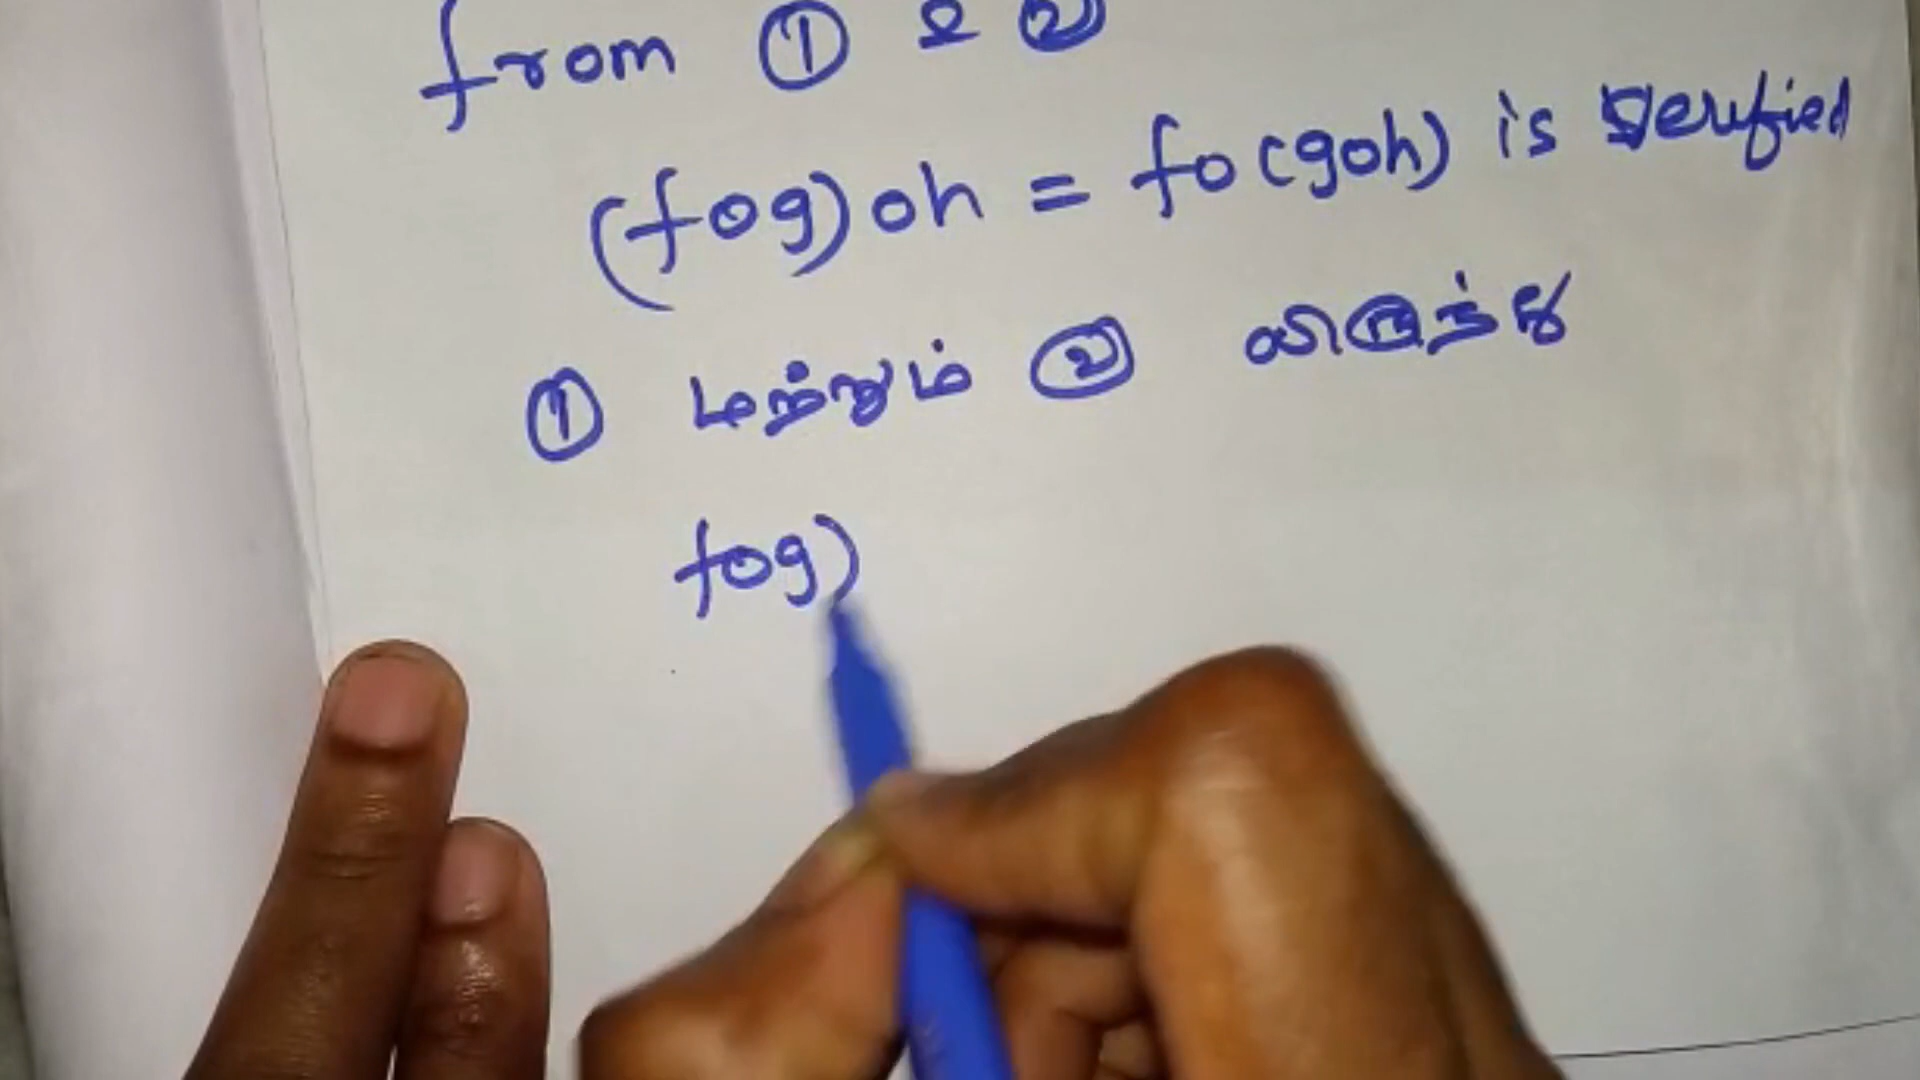 from ① & ②
(fog)oh = fo(goh) is verified
① மற்றும் ② லிருந்து
fog)